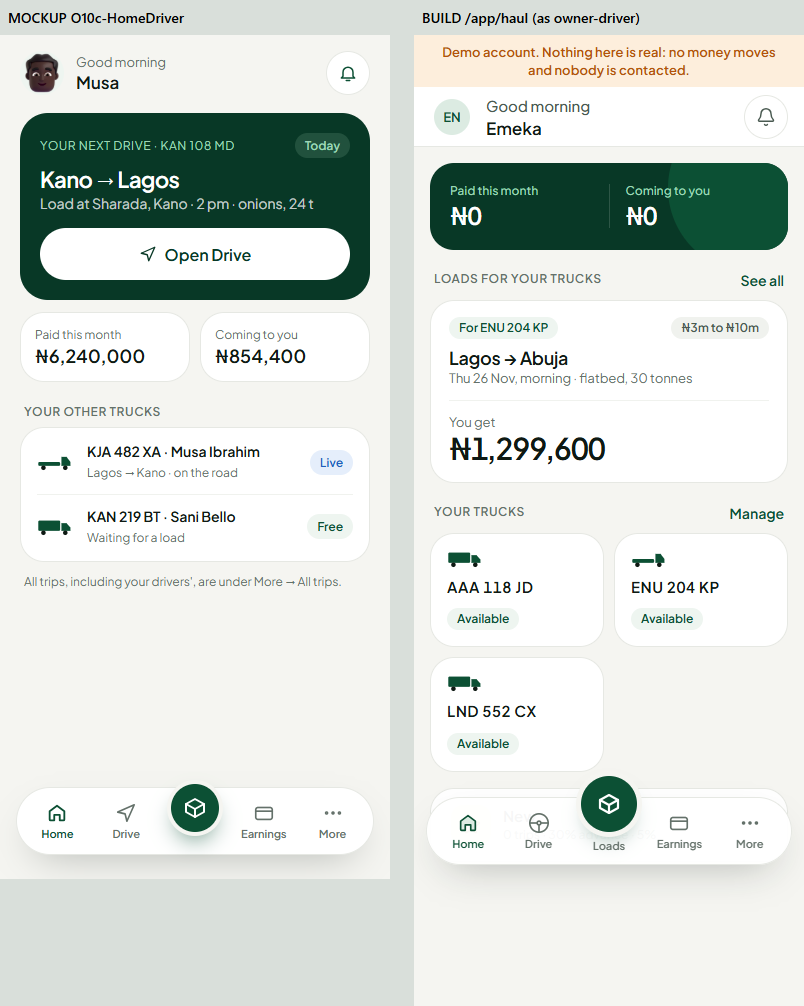 MOCKUP O10c-HomeDriver
Good morning
Musa
YOUR NEXT DRIVE · KAN 108 MD
Today
Kano → Lagos
Load at Sharada, Kano · 2 pm · onions, 24 t
Open Drive
Paid this month
₦6,240,000
Coming to you
₦854,400
YOUR OTHER TRUCKS
KJA 482 XA · Musa Ibrahim
Lagos → Kano · on the road
Live
KAN 219 BT · Sani Bello
Waiting for a load
Free
All trips, including your drivers', are under More → All trips.
Home
Drive
Earnings
More
BUILD /app/haul (as owner-driver)
Demo account. Nothing here is real: no money moves
and nobody is contacted.
EN
Good morning
Emeka
Paid this month
₦0
Coming to you
₦0
LOADS FOR YOUR TRUCKS
See all
For ENU 204 KP
₦3m to ₦10m
Lagos → Abuja
Thu 26 Nov, morning · flatbed, 30 tonnes
You get
₦1,299,600
YOUR TRUCKS
Manage
AAA 118 JD
Available
ENU 204 KP
Available
LND 552 CX
Available
Home
Drive
Loads
Earnings
More